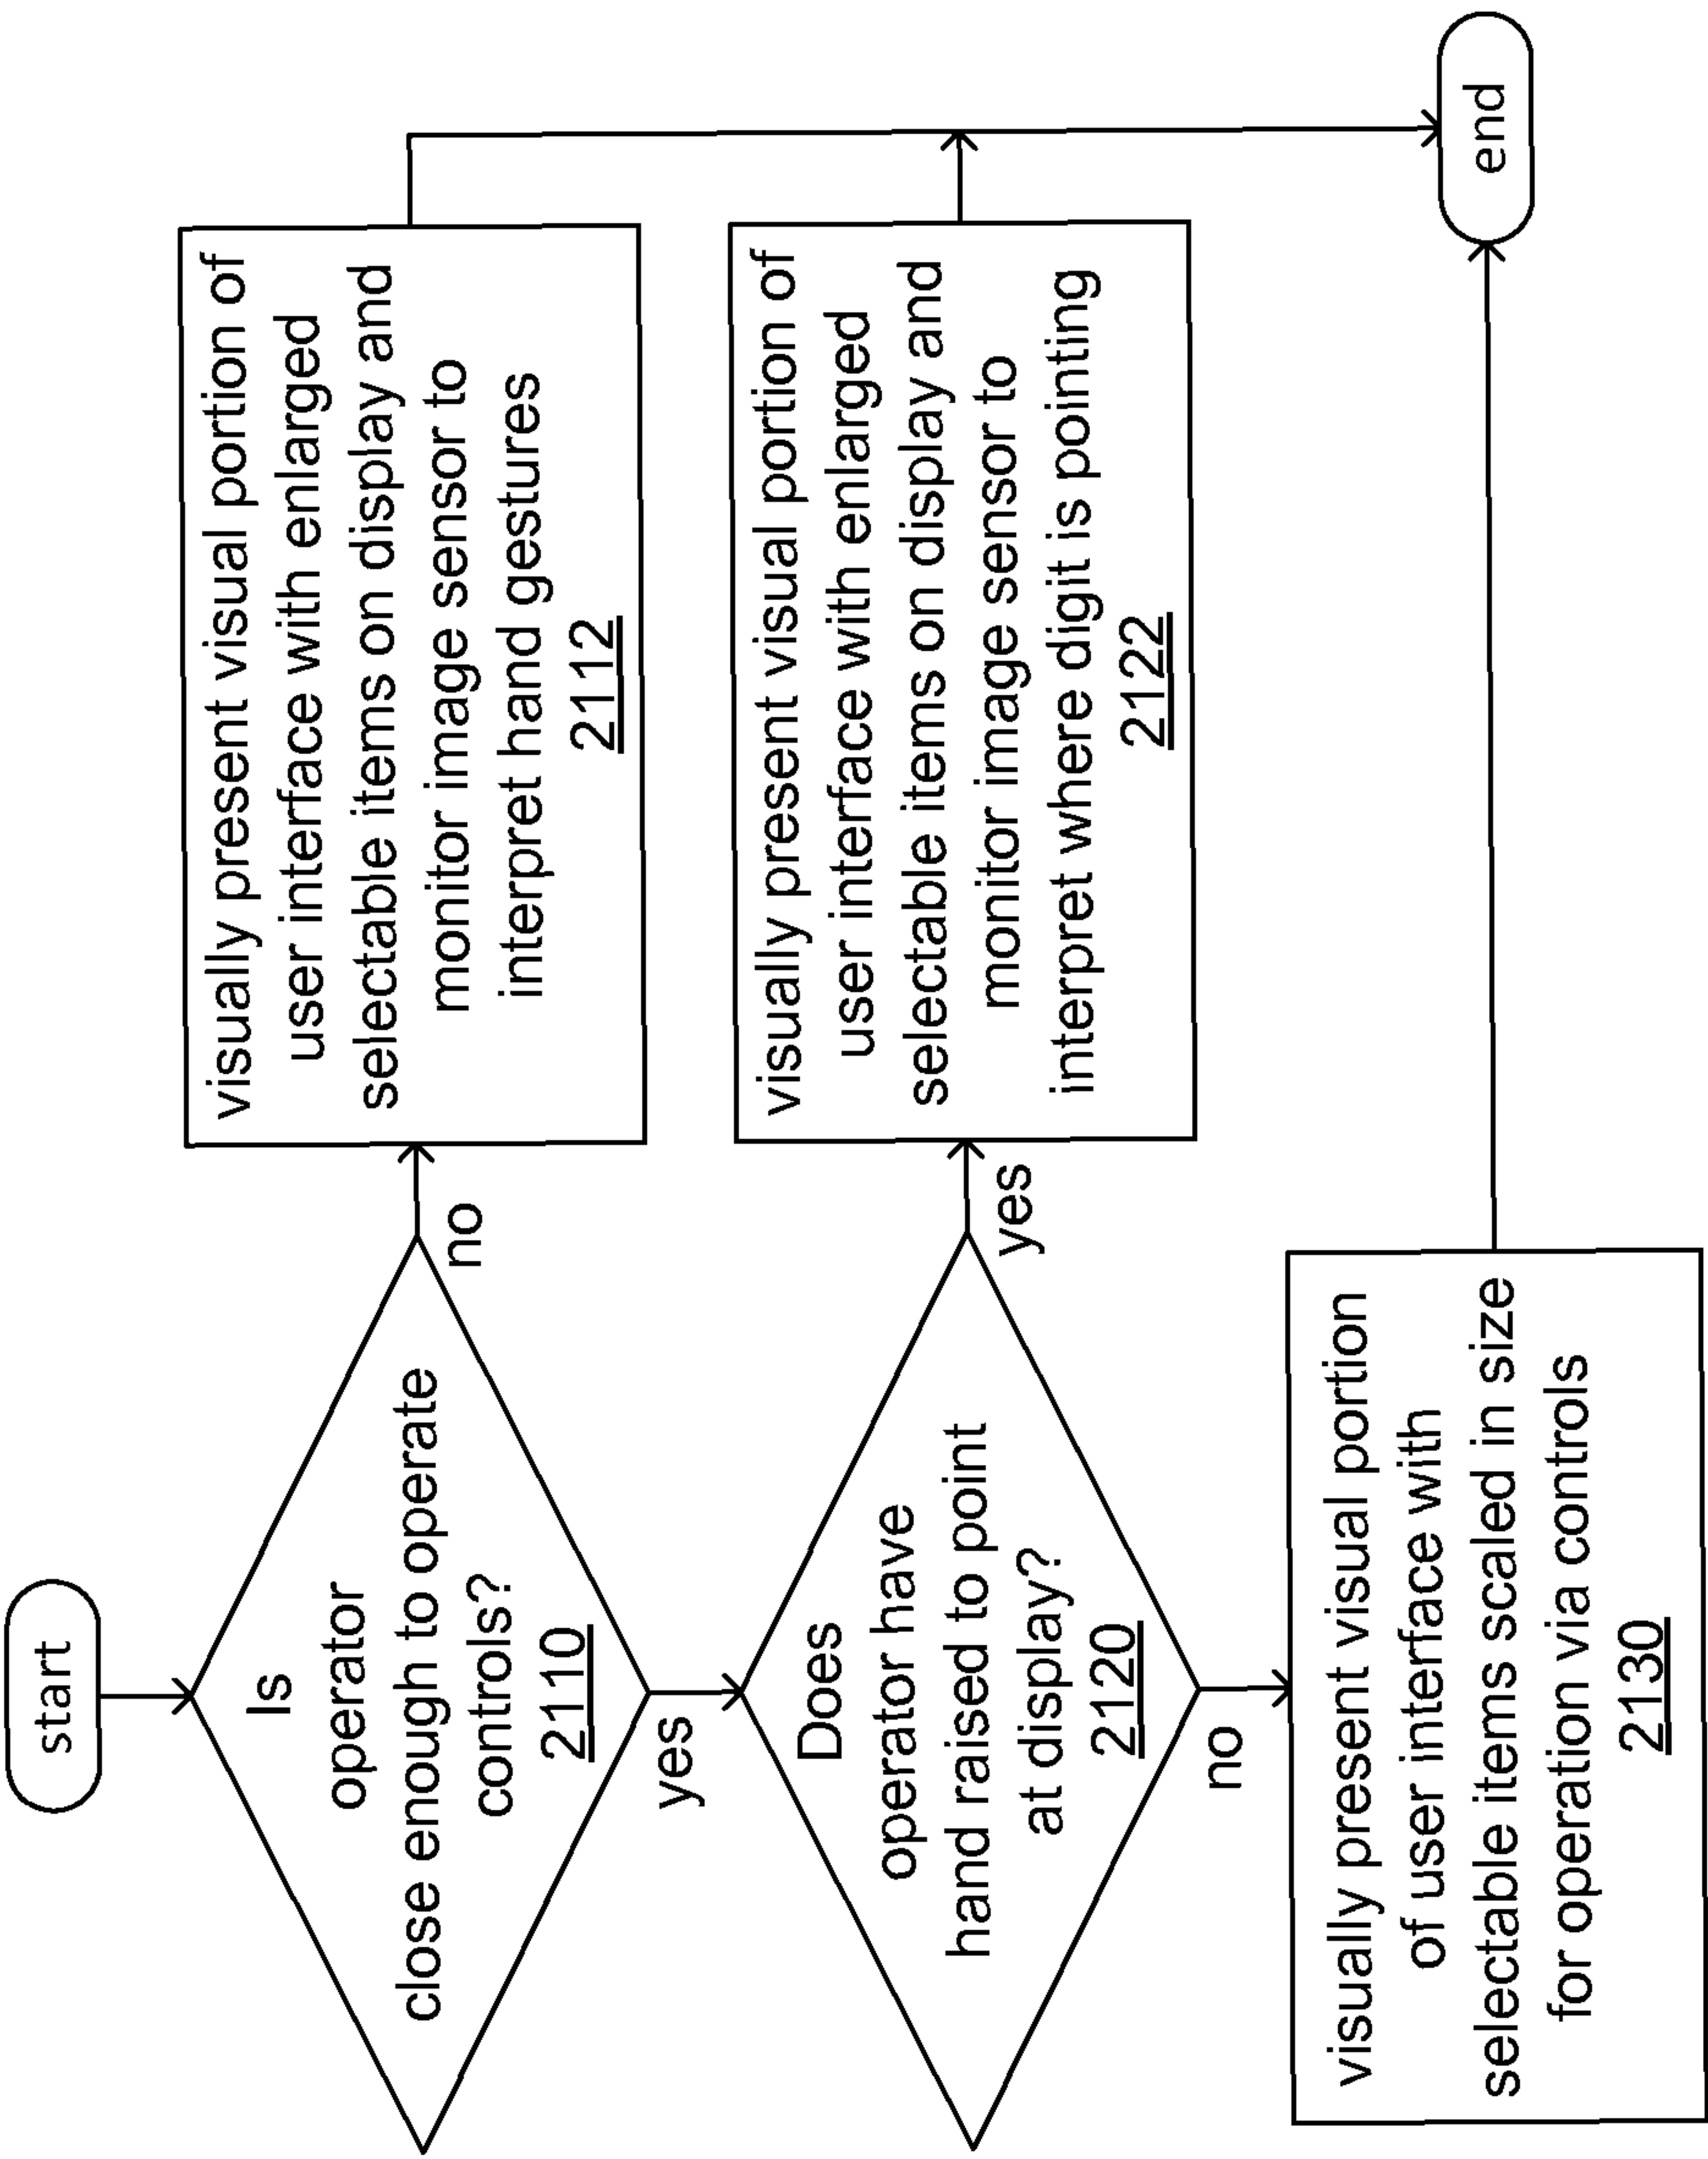 start
Is
operator
close enough to operate
controls?
2110
no
visually present visual portion of
user interface with enlarged
selectable items on display and
monitor image sensor to
interpret hand gestures
2112
yes
Does
operator have
hand raised to point
at display?
2120
yes
visually present visual portion of
user interface with enlarged
selectable items on display and
monitor image sensor to
interpret where digit is pointing
2122
no
visually present visual portion
of user interface with
selectable items scaled in size
for operation via controls
2130
end